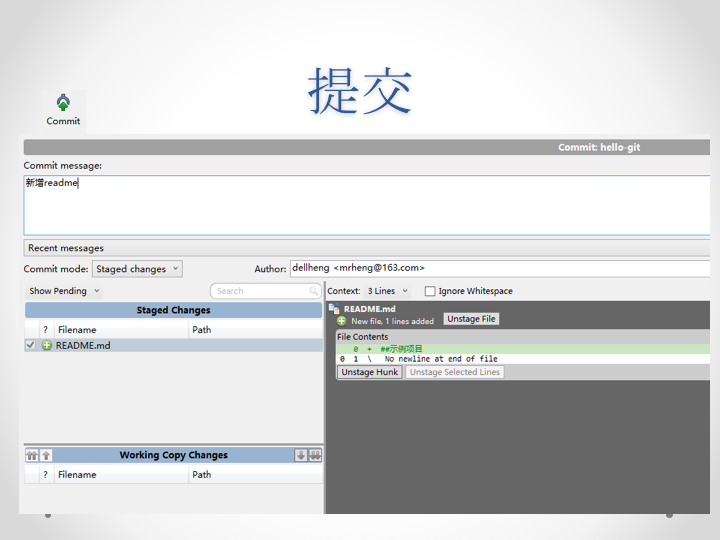 提交
Commit
Commit: hello-git
Commit message:
新增readme
Recent messages
Commit mode: Staged changes Author: dellheng <mrheng@163.com>
Show Pending Search Context: 3 Lines Ignore Whitespace
Staged Changes
? Filename Path
README.md
README.md
New file, 1 lines added Unstage File
File Contents
0 + ##示例项目
0 1 \ No newline at end of file
Unstage Hunk Unstage Selected Lines
Working Copy Changes
? Filename Path